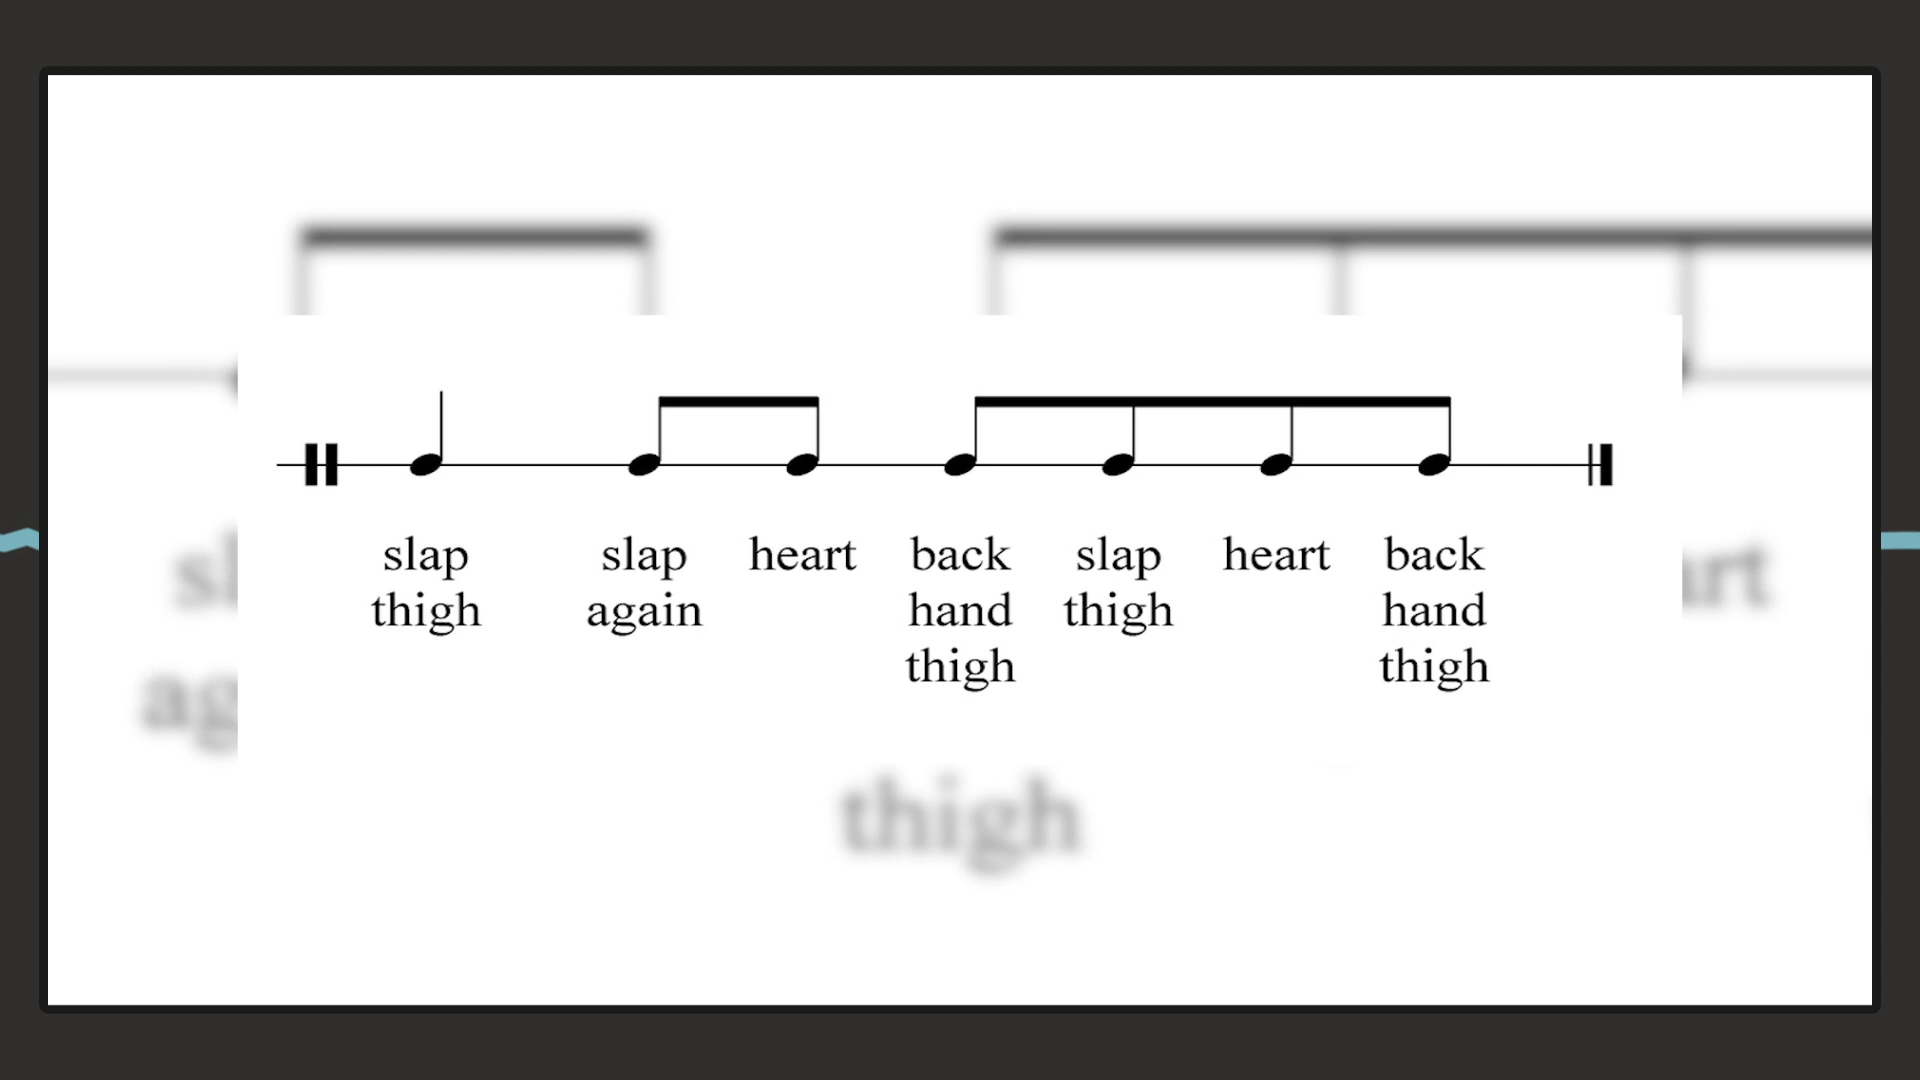 slap slap heart back slap heart back
thigh again hand thigh hand
thigh thigh
thigh